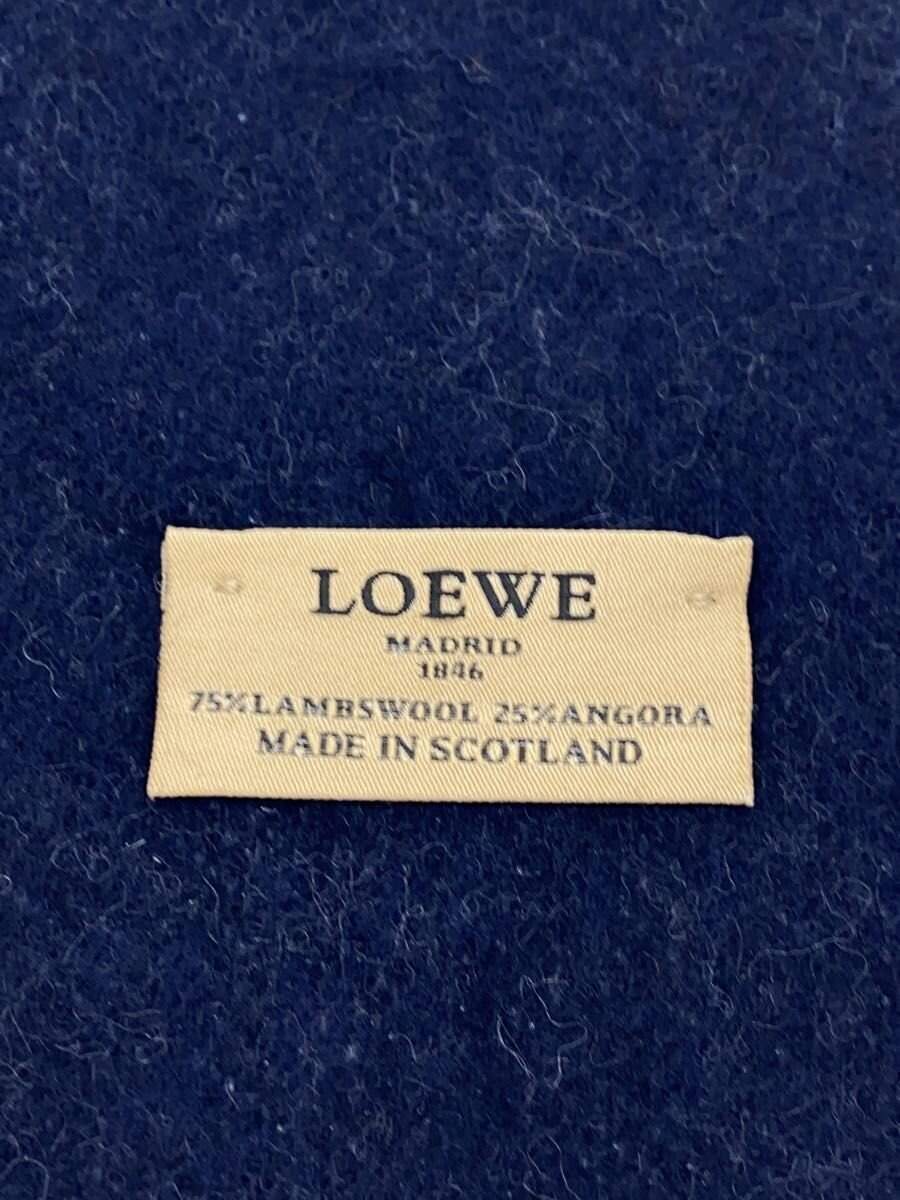 LOEWE
MADRID
1846
75%LAMBSWOOL 25%ANGORA
MADE IN SCOTLAND